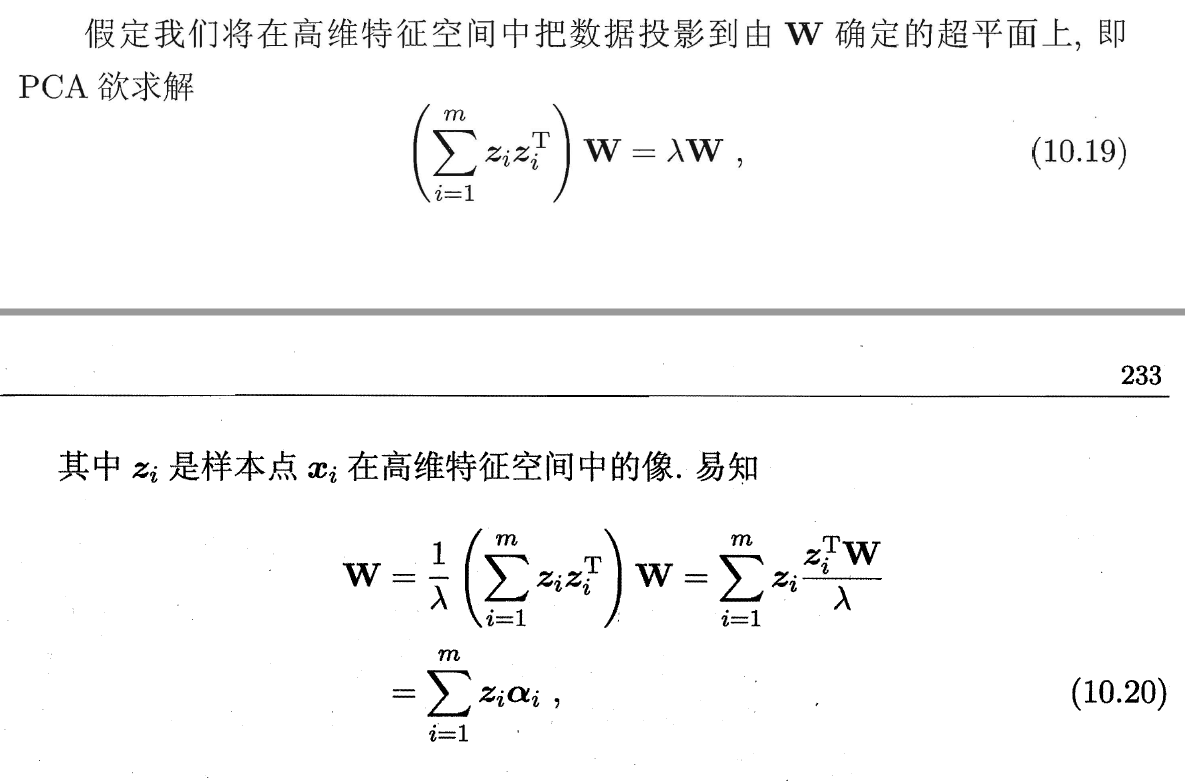 假定我们将在高维特征空间中把数据投影到由 W 确定的超平面上, 即
PCA 欲求解
$\left(\sum_{i=1}^{m} \boldsymbol{z}_i \boldsymbol{z}_i^{\mathrm{T}}\right) \mathbf{W} = \lambda \mathbf{W}$ , (10.19)
233
其中 $\boldsymbol{z}_i$ 是样本点 $\boldsymbol{x}_i$ 在高维特征空间中的像. 易知
$\mathbf{W} = \frac{1}{\lambda} \left(\sum_{i=1}^{m} \boldsymbol{z}_i \boldsymbol{z}_i^{\mathrm{T}}\right) \mathbf{W} = \sum_{i=1}^{m} \boldsymbol{z}_i \frac{\boldsymbol{z}_i^{\mathrm{T}} \mathbf{W}}{\lambda}$
$= \sum_{i=1}^{m} \boldsymbol{z}_i \boldsymbol{\alpha}_i$ , (10.20)